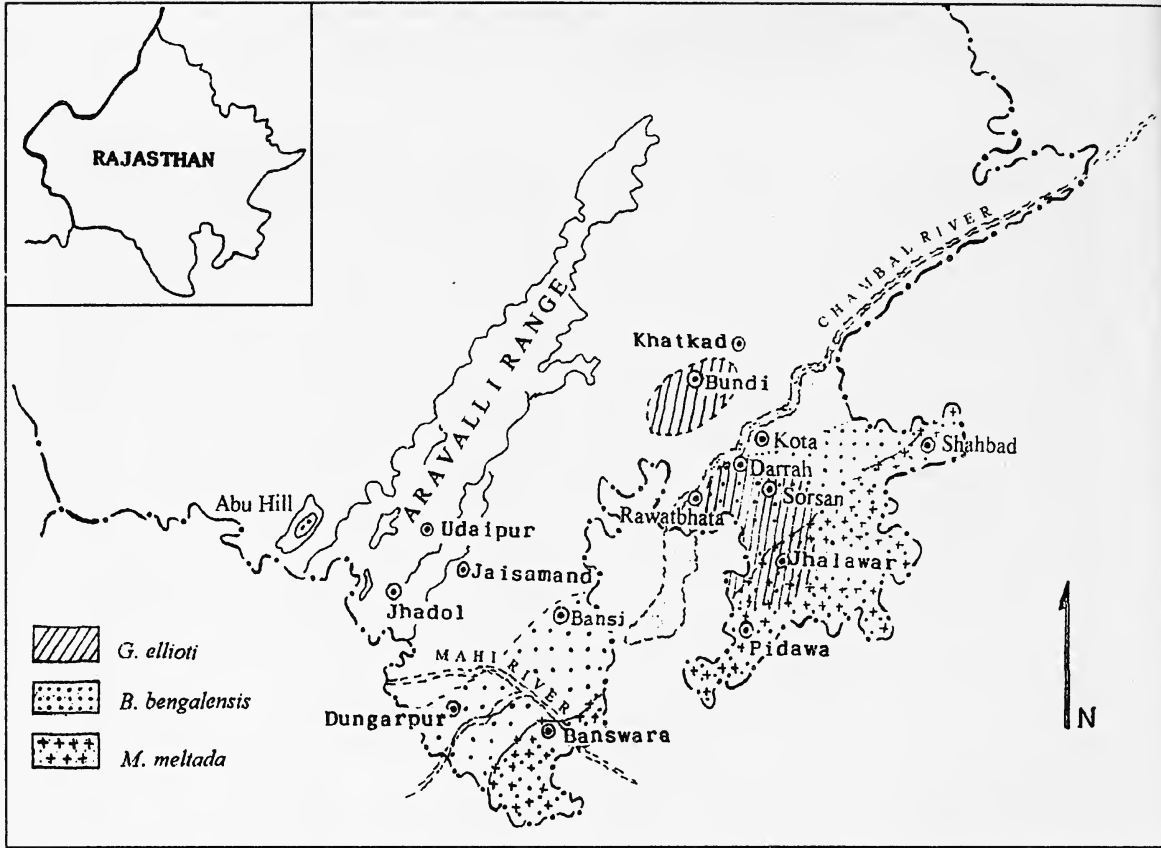 RAJASTHAN
CHAMBAL RIVER
ARAVALLI RANGE
Khatkad
Bundi
Kota
Shahbad
Darrah
Sorsan
Rawatbhata
Abu Hill
Udaipur
Jhalawar
Jaisamand
Jhadol
Bansi
Pidawa
G. ellioti
MAHI RIVER
B. bengalensis
Dungarpur
N
Banswara
M. meltada